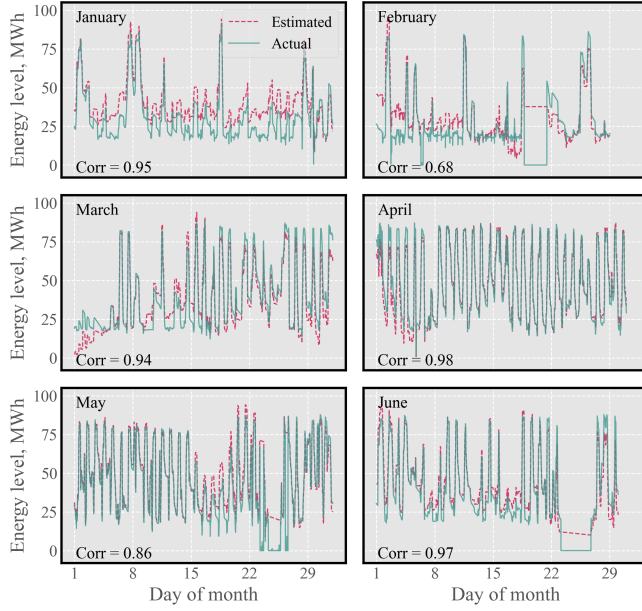 January
Estimated
Actual
Energy level, MWh
100
75
50
25
0
Corr = 0.95
February
100
75
50
25
0
Corr = 0.68
March
Energy level, MWh
100
75
50
25
0
Corr = 0.94
April
100
75
50
25
0
Corr = 0.98
May
Energy level, MWh
100
75
50
25
0
Corr = 0.86
1 8 15 22 29
Day of month
June
100
75
50
25
0
Corr = 0.97
1 8 15 22 29
Day of month